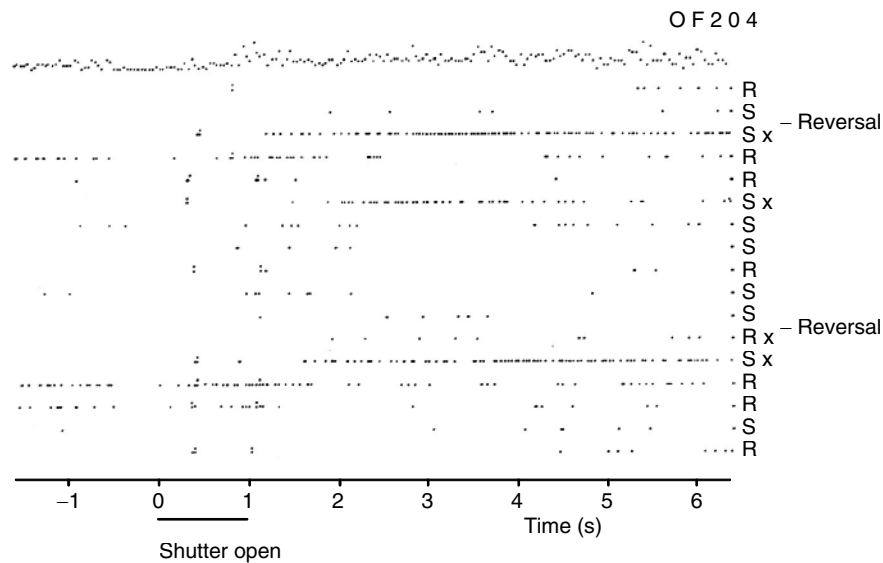 O F 2 0 4
R
S
– Reversal
S x
R
R
S x
S
S
R
S
S
– Reversal
R x
S x
R
R
S
R
–1 0 1 2 3 4 5 6
Time (s)
Shutter open